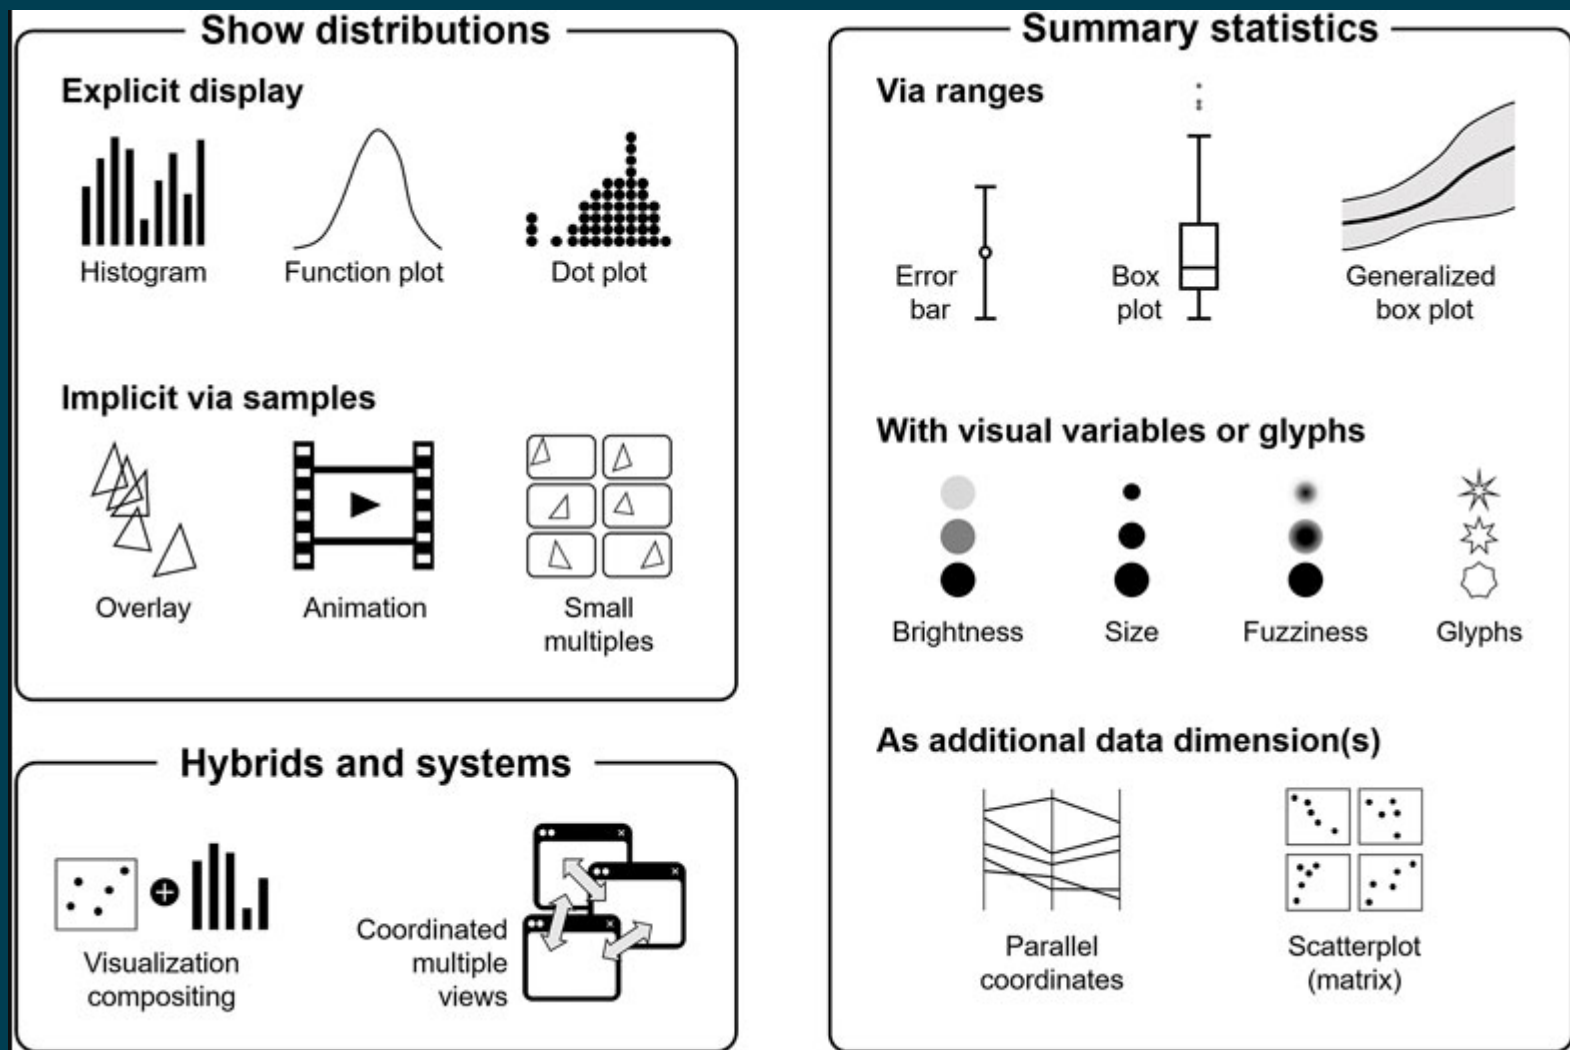 Show distributions
Explicit display
Histogram
Function plot
Dot plot
Implicit via samples
Overlay
Animation
Small
multiples
Hybrids and systems
Visualization
compositing
Coordinated
multiple
views
Summary statistics
Via ranges
Error
bar
Box
plot
Generalized
box plot
With visual variables or glyphs
Brightness
Size
Fuzziness
Glyphs
As additional data dimension(s)
Parallel
coordinates
Scatterplot
(matrix)